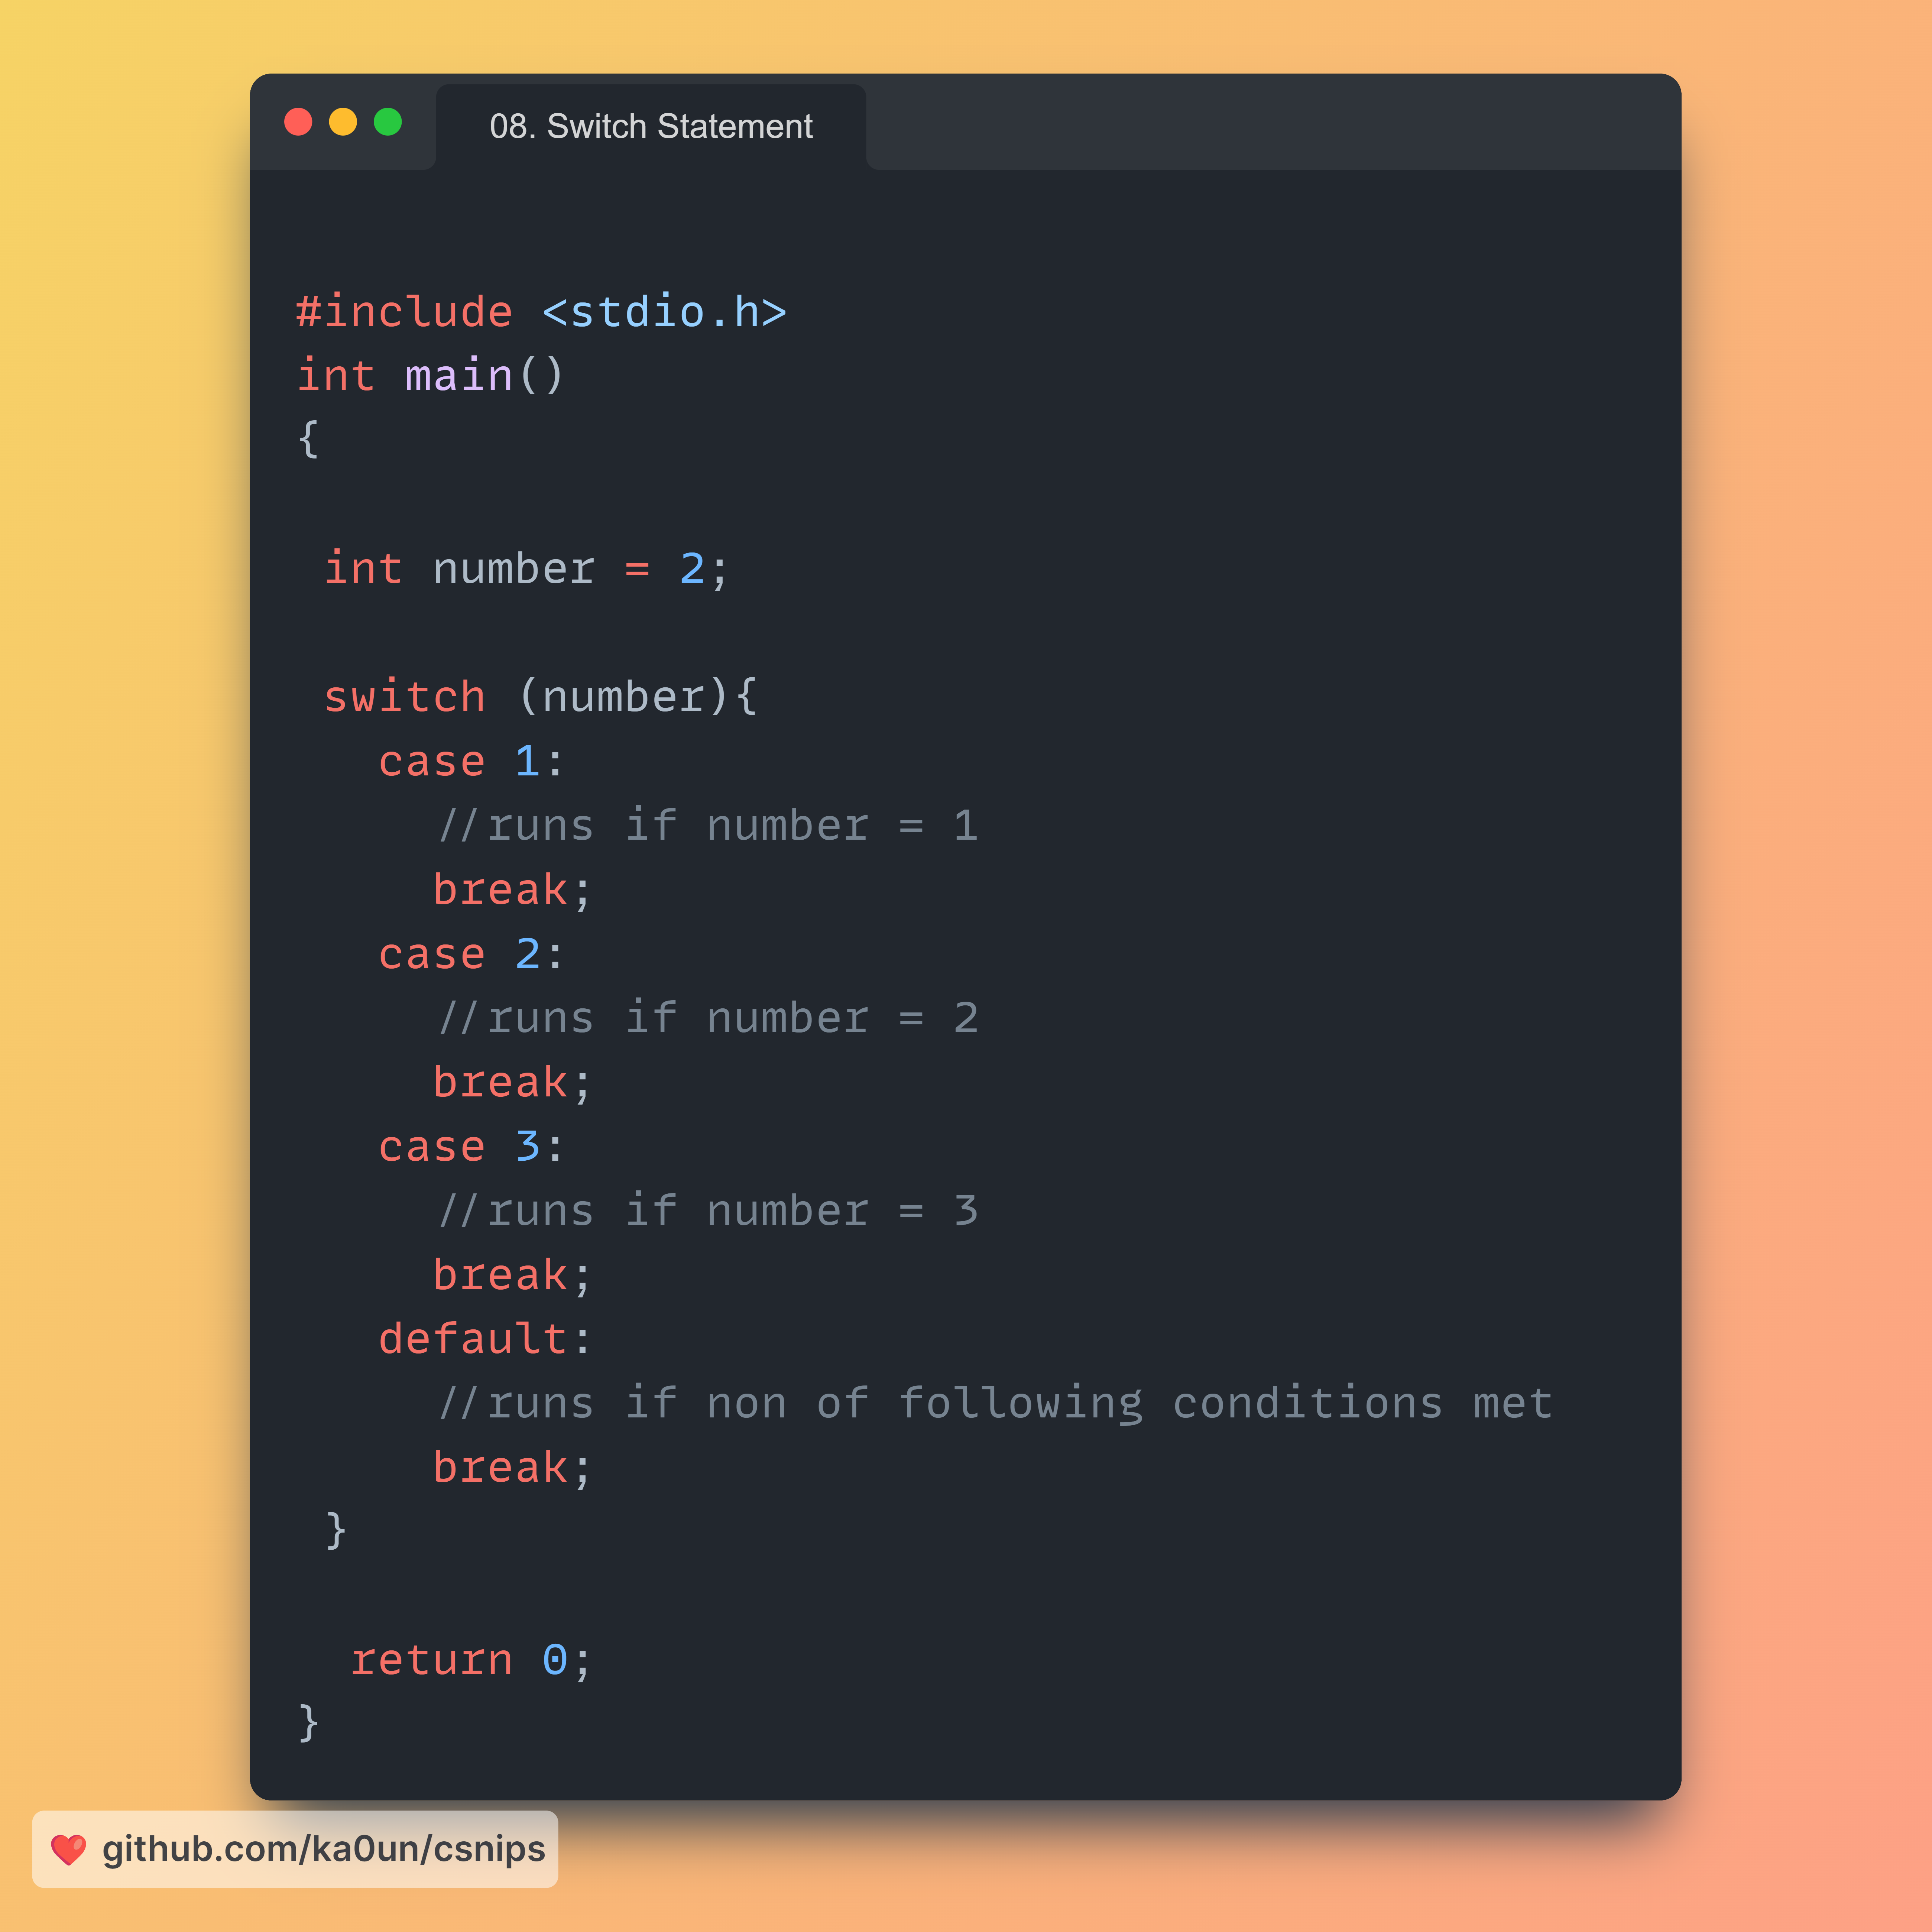 08. Switch Statement
#include <stdio.h>
int main()
{
int number = 2;
switch (number){
case 1:
//runs if number = 1
break;
case 2:
//runs if number = 2
break;
case 3:
//runs if number = 3
break;
default:
//runs if non of following conditions met
break;
}
return 0;
}
github.com/ka0un/csnips